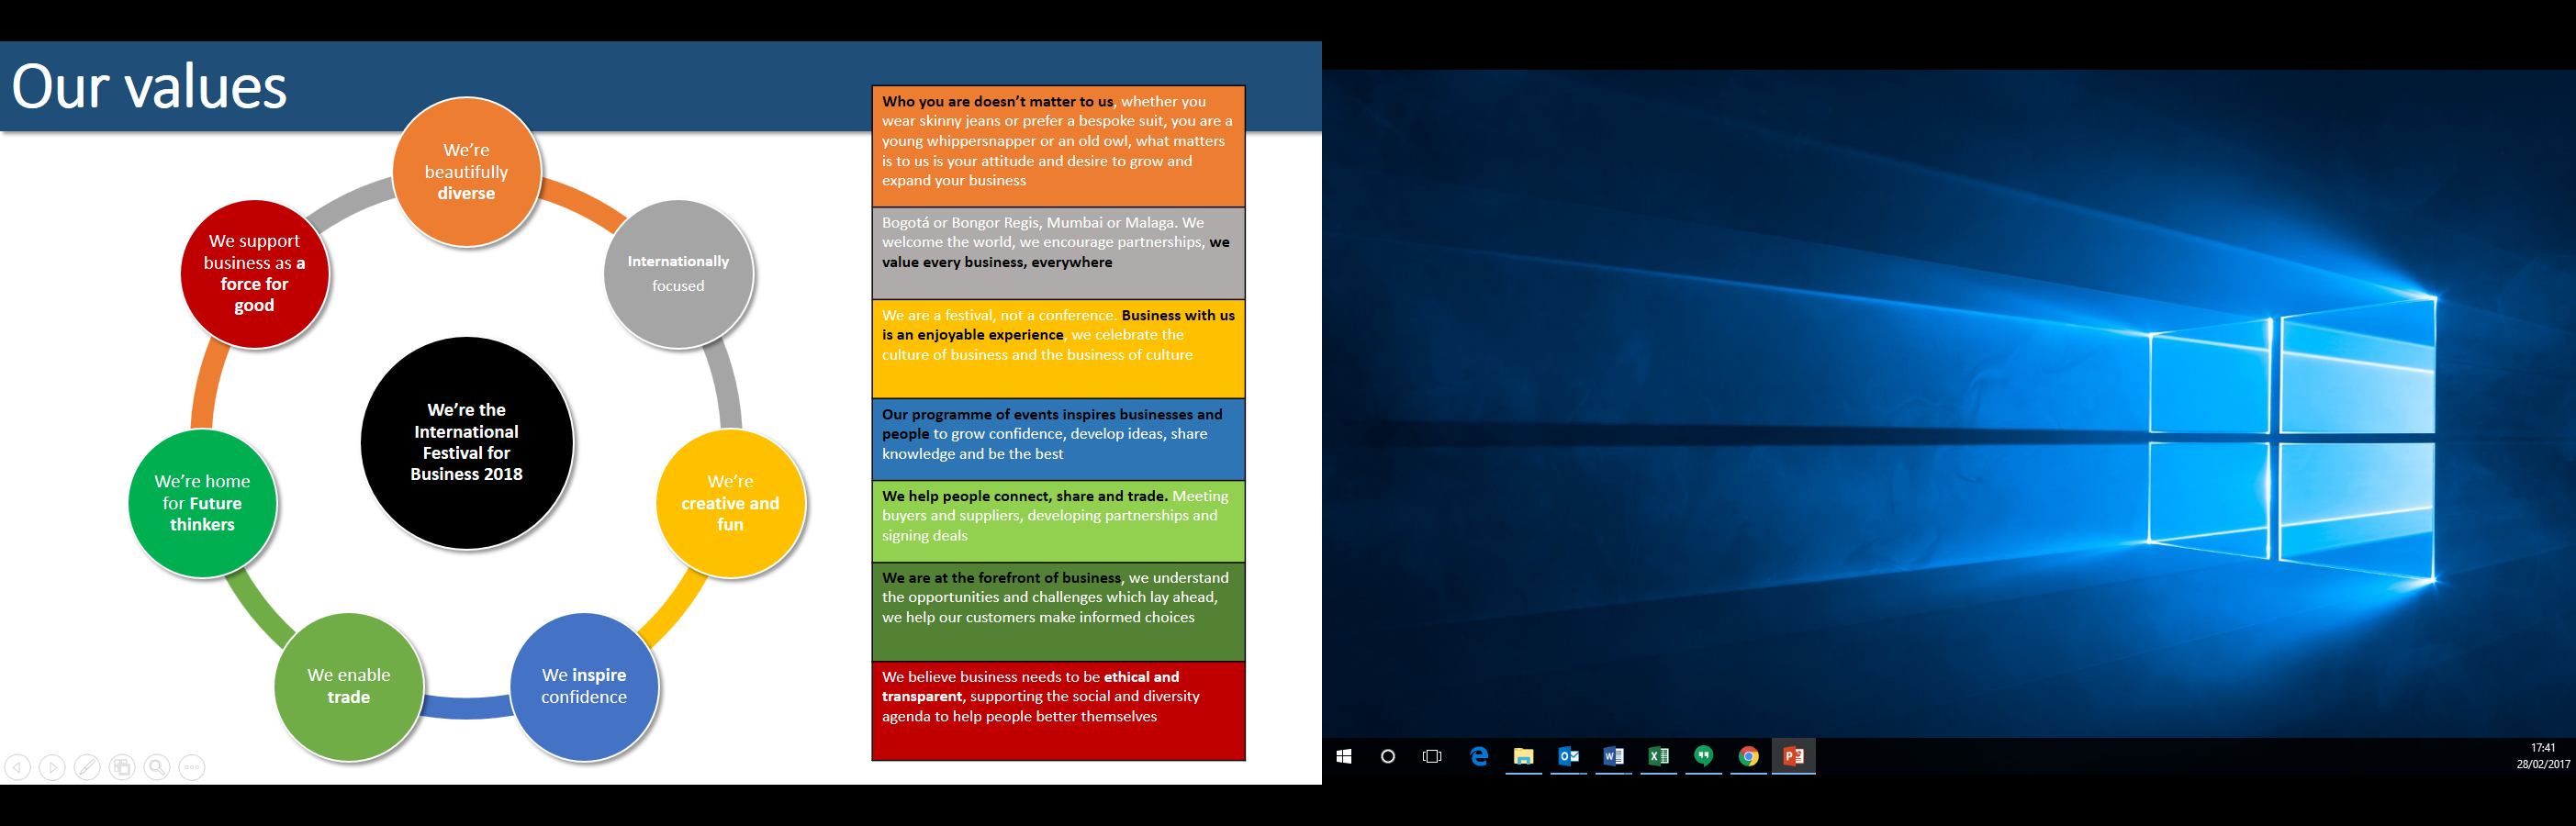 Our values
We're
beautifully
diverse
Internationally
focused
We're
creative and
fun
We inspire
confidence
We enable
trade
We're home
for Future
thinkers
We support
business as a
force for
good
We're the
International
Festival for
Business 2018
Who you are doesn't matter to us, whether you
wear skinny jeans or prefer a bespoke suit, you are a
young whippersnapper or an old owl, what matters
is to us is your attitude and desire to grow and
expand your business
Bogotá or Bongor Regis, Mumbai or Malaga. We
welcome the world, we encourage partnerships, we
value every business, everywhere
We are a festival, not a conference. Business with us
is an enjoyable experience, we celebrate the
culture of business and the business of culture
Our programme of events inspires businesses and
people to grow confidence, develop ideas, share
knowledge and be the best
We help people connect, share and trade. Meeting
buyers and suppliers, developing partnerships and
signing deals
We are at the forefront of business, we understand
the opportunities and challenges which lay ahead,
we help our customers make informed choices
We believe business needs to be ethical and
transparent, supporting the social and diversity
agenda to help people better themselves
17:41
28/02/2017